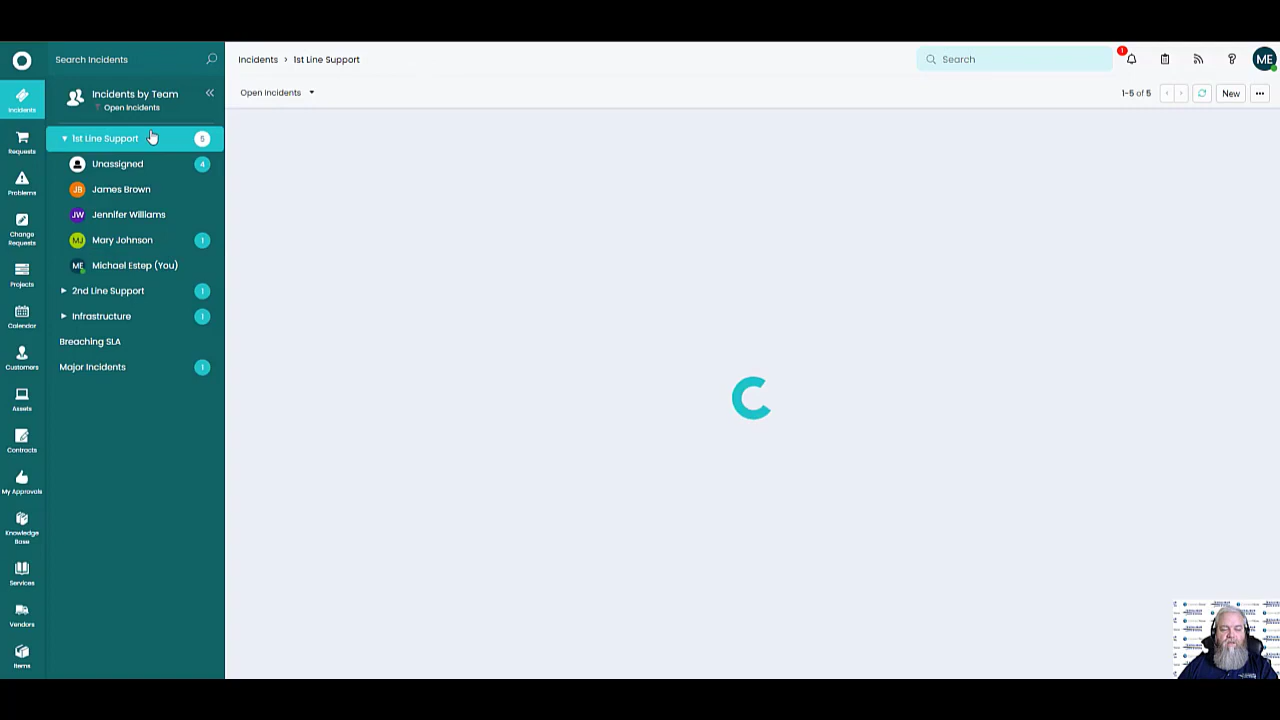 Search Incidents
Incidents > 1st Line Support
Search
1
ME
Incidents
Requests
Problems
Change
Requests
Projects
Calendar
Customers
Assets
Contracts
My Approvals
Knowledge
Base
Services
Vendors
Items
Incidents by Team
Open Incidents
1st Line Support 5
Unassigned 4
JB James Brown
JW Jennifer Williams
MJ Mary Johnson 1
ME Michael Estep (You)
2nd Line Support 1
Infrastructure 1
Breaching SLA
Major Incidents 1
Open Incidents
1-5 of 5
New